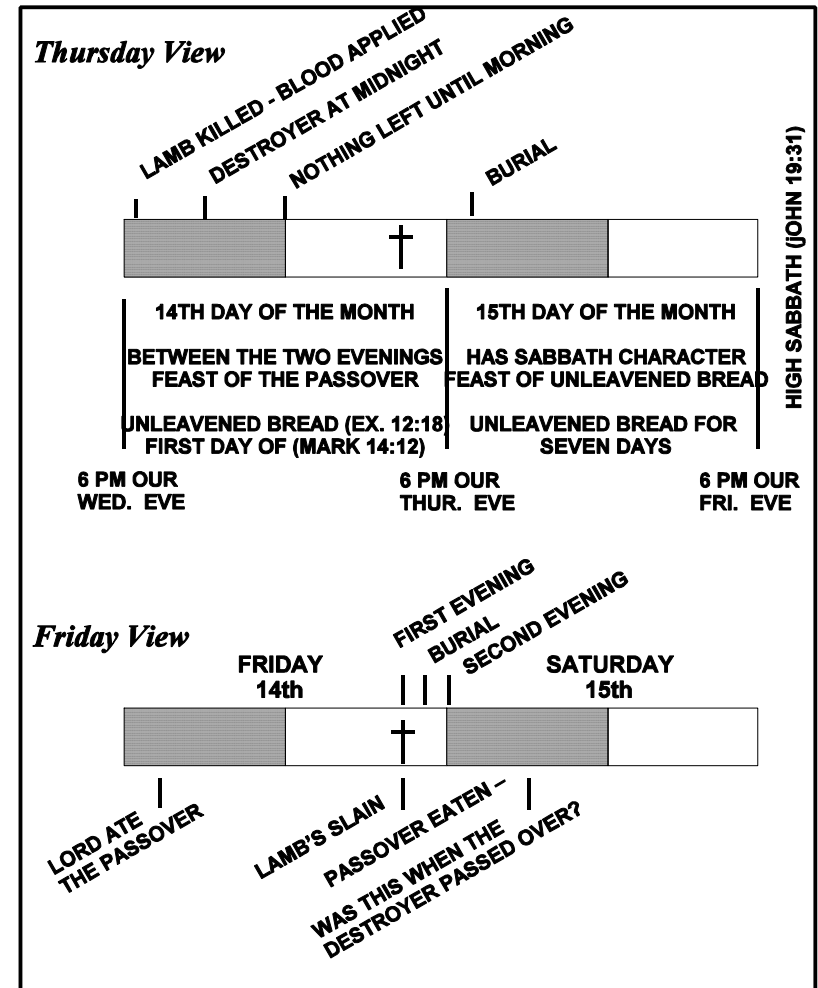 Thursday View
LAMB KILLED - BLOOD APPLIED
DESTROYER AT MIDNIGHT
NOTHING LEFT UNTIL MORNING
BURIAL
HIGH SABBATH (jOHN 19:31)
14TH DAY OF THE MONTH
BETWEEN THE TWO EVENINGS
FEAST OF THE PASSOVER
UNLEAVENED BREAD (EX. 12:18)
FIRST DAY OF (MARK 14:12)
15TH DAY OF THE MONTH
HAS SABBATH CHARACTER
FEAST OF UNLEAVENED BREAD
UNLEAVENED BREAD FOR
SEVEN DAYS
6 PM OUR
WED. EVE
6 PM OUR
THUR. EVE
6 PM OUR
FRI. EVE
Friday View
FIRST EVENING
BURIAL
SECOND EVENING
FRIDAY
14th
SATURDAY
15th
LORD ATE
THE PASSOVER
LAMB'S SLAIN
PASSOVER EATEN –
WAS THIS WHEN THE
DESTROYER PASSED OVER?